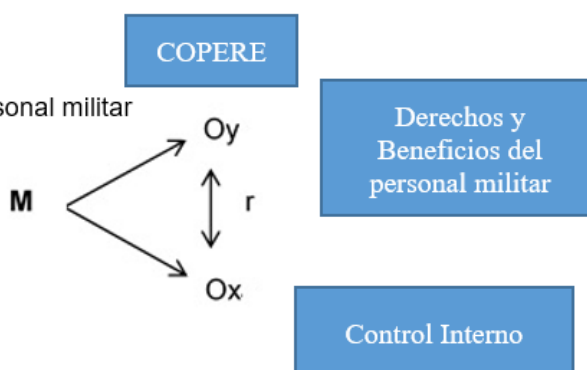 COPERE
sonal militar
Oy
Derechos y
Beneficios del
personal militar
M
r
Ox
Control Interno